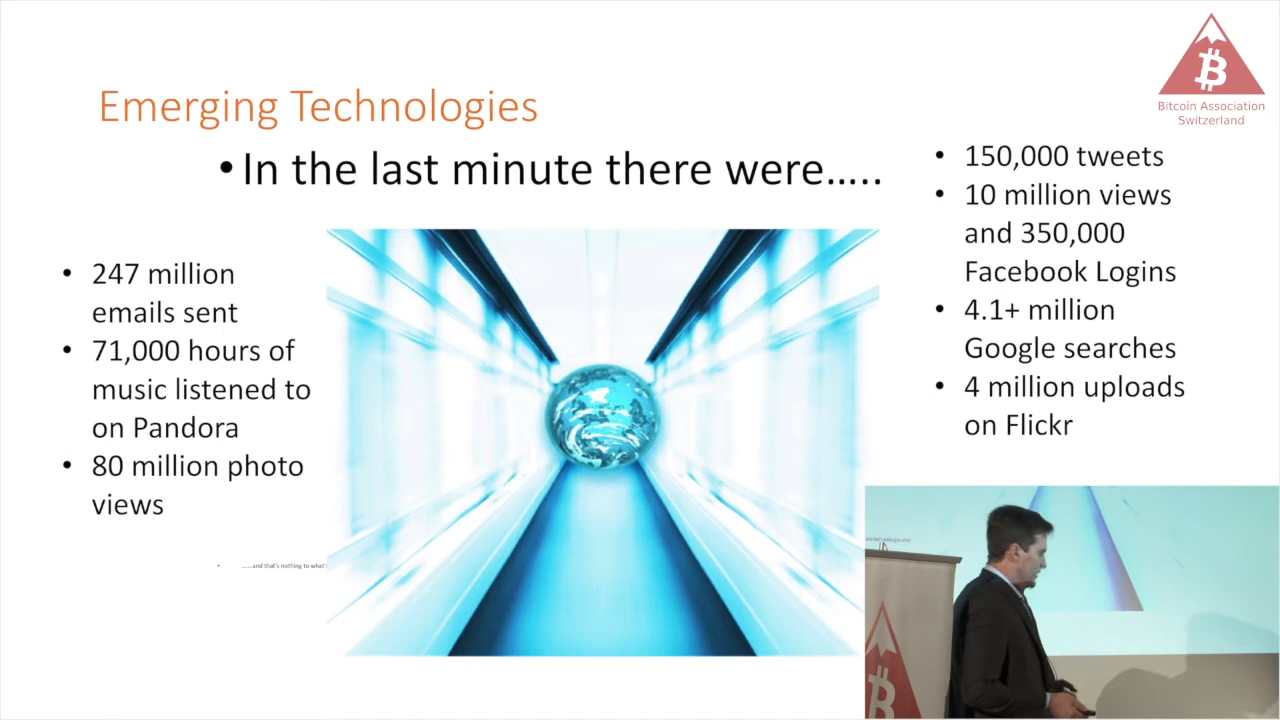 Bitcoin Association
Switzerland
Emerging Technologies
• In the last minute there were.....
• 247 million
emails sent
• 71,000 hours of
music listened to
on Pandora
• 80 million photo
views
• ......and that's nothing to what'
• 150,000 tweets
• 10 million views
and 350,000
Facebook Logins
• 4.1+ million
Google searches
• 4 million uploads
on Flickr